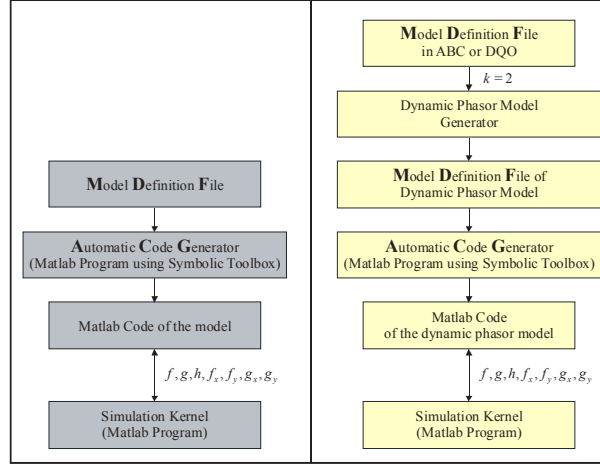 Model Definition File
Automatic Code Generator
(Matlab Program using Symbolic Toolbox)
Matlab Code of the model
f, g, h, f_x, f_y, g_x, g_y
Simulation Kernel
(Matlab Program)
Model Definition File
in ABC or DQO
k = 2
Dynamic Phasor Model
Generator
Model Definition File of
Dynamic Phasor Model
Automatic Code Generator
(Matlab Program using Symbolic Toolbox)
Matlab Code
of the dynamic phasor model
f, g, h, f_x, f_y, g_x, g_y
Simulation Kernel
(Matlab Program)